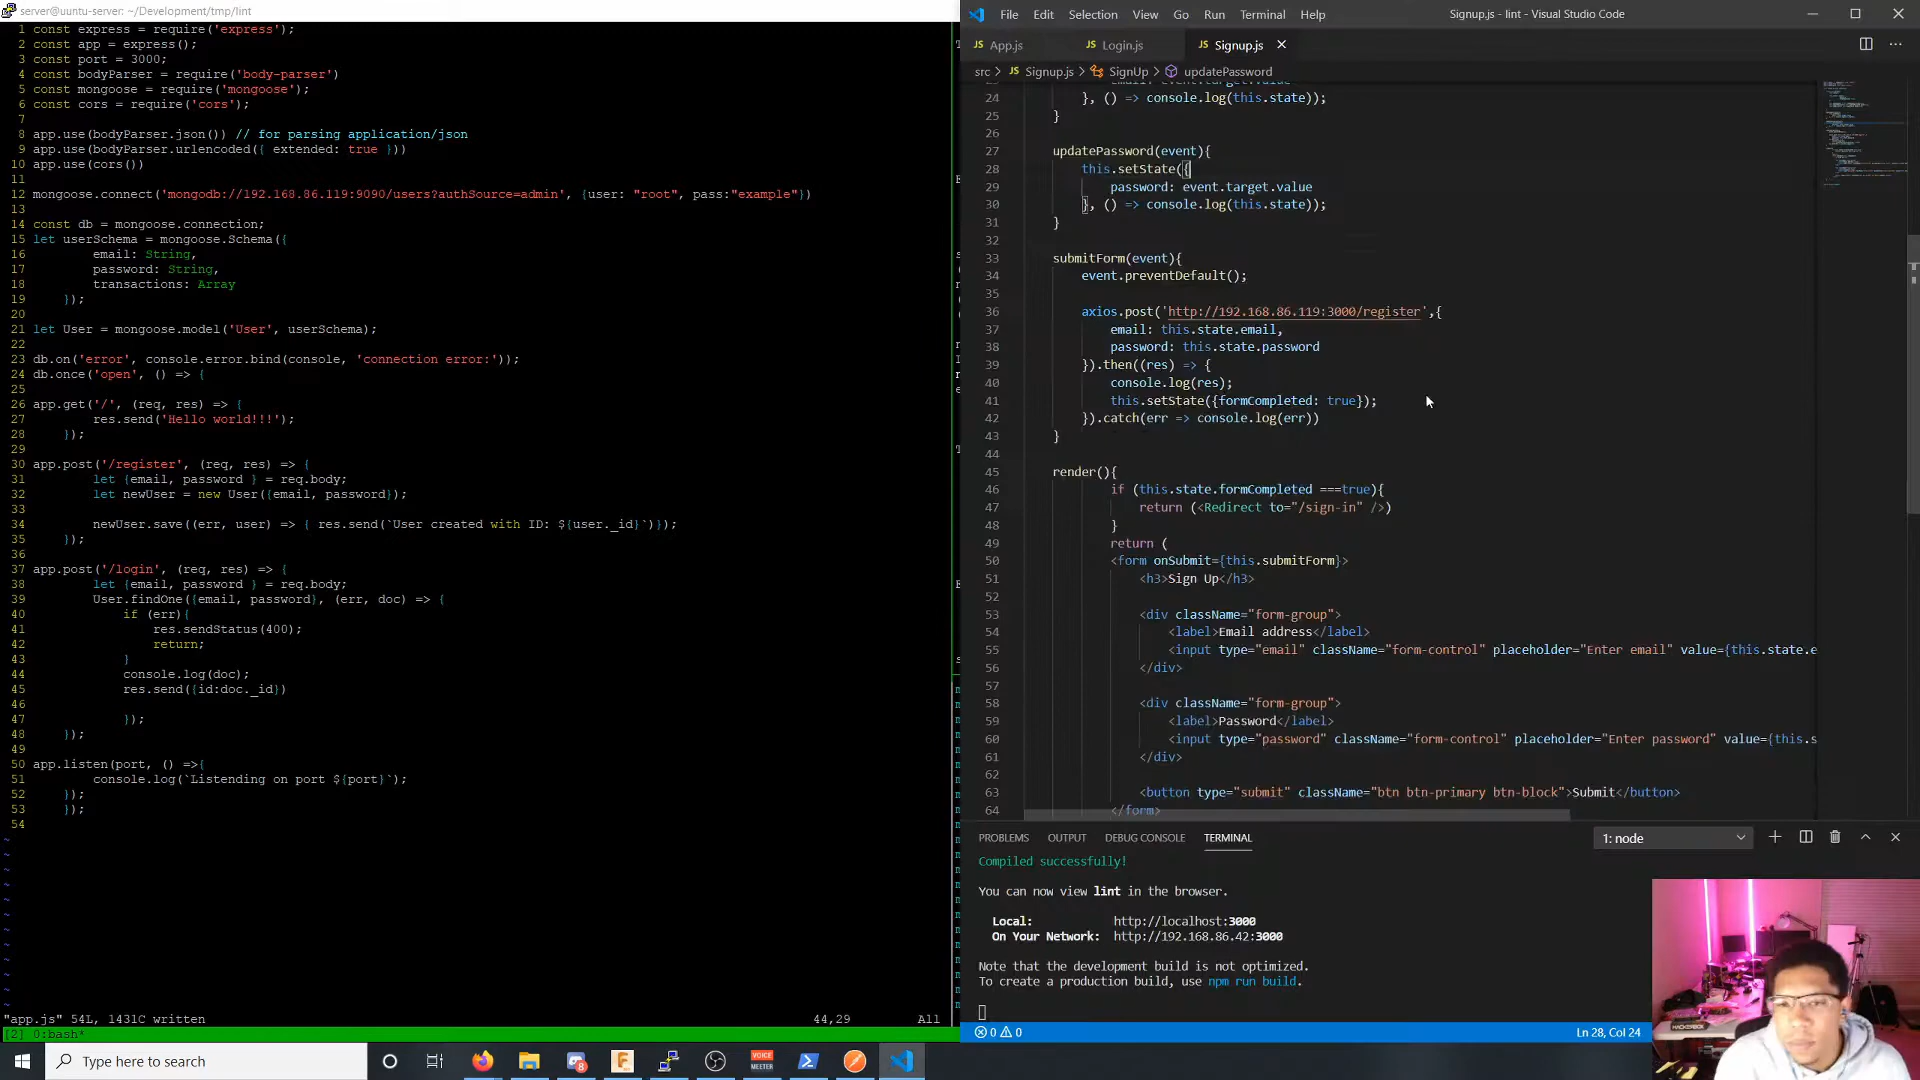 server@uuntu-server: ~/Development/tmp/lint
1 const express = require('express');
2 const app = express();
3 const port = 3000;
4 const bodyParser = require('body-parser')
5 const mongoose = require('mongoose');
6 const cors = require('cors');
7
8 app.use(bodyParser.json()) // for parsing application/json
9 app.use(bodyParser.urlencoded({ extended: true }))
10 app.use(cors())
11
12 mongoose.connect('mongodb://192.168.86.119:9090/users?authSource=admin', {user: "root", pass:"example"})
13
14 const db = mongoose.connection;
15 let userSchema = mongoose.Schema({
16 email: String,
17 password: String,
18 transactions: Array
19 });
20
21 let User = mongoose.model('User', userSchema);
22
23 db.on('error', console.error.bind(console, 'connection error:'));
24 db.once('open', () => {
25
26 app.get('/', (req, res) => {
27 res.send('Hello world!!!');
28 });
29
30 app.post('/register', (req, res) => {
31 let {email, password } = req.body;
32 let newUser = new User({email, password});
33
34 newUser.save((err, user) => { res.send(`User created with ID: ${user._id}`)});
35 });
36
37 app.post('/login', (req, res) => {
38 let {email, password } = req.body;
39 User.findOne({email, password}, (err, doc) => {
40 if (err){
41 res.sendStatus(400);
42 return;
43 }
44 console.log(doc);
45 res.send({id:doc._id})
46
47 });
48 });
49
50 app.listen(port, () =>{
51 console.log(`Listending on port ${port}`);
52 });
53 });
54
~
~
~
~
~
~
~
~
~
~
~
~
"app.js" 54L, 1431C written 44,29 All
[2] 0:bash*
File Edit Selection View Go Run Terminal Help Signup.js - lint - Visual Studio Code
JS App.js JS Login.js JS Signup.js
src > JS Signup.js > SignUp > updatePassword
24 }, () => console.log(this.state));
25 }
26
27 updatePassword(event){
28 this.setState({
29 password: event.target.value
30 }, () => console.log(this.state));
31 }
32
33 submitForm(event){
34 event.preventDefault();
35
36 axios.post('http://192.168.86.119:3000/register',{
37 email: this.state.email,
38 password: this.state.password
39 }).then((res) => {
40 console.log(res);
41 this.setState({formCompleted: true});
42 }).catch(err => console.log(err))
43 }
44
45 render(){
46 if (this.state.formCompleted ===true){
47 return (<Redirect to="/sign-in" />)
48 }
49 return (
50 <form onSubmit={this.submitForm}>
51 <h3>Sign Up</h3>
52
53 <div className="form-group">
54 <label>Email address</label>
55 <input type="email" className="form-control" placeholder="Enter email" value={this.state.e
56 </div>
57
58 <div className="form-group">
59 <label>Password</label>
60 <input type="password" className="form-control" placeholder="Enter password" value={this.s
61 </div>
62
63 <button type="submit" className="btn btn-primary btn-block">Submit</button>
64 </form>
PROBLEMS OUTPUT DEBUG CONSOLE TERMINAL 1: node
Compiled successfully!
You can now view lint in the browser.
Local: http://localhost:3000
On Your Network: http://192.168.86.42:3000
Note that the development build is not optimized.
To create a production build, use npm run build.
0 0 Ln 28, Col 24
Type here to search
8
VOICE
MEETER
HACKERBOX